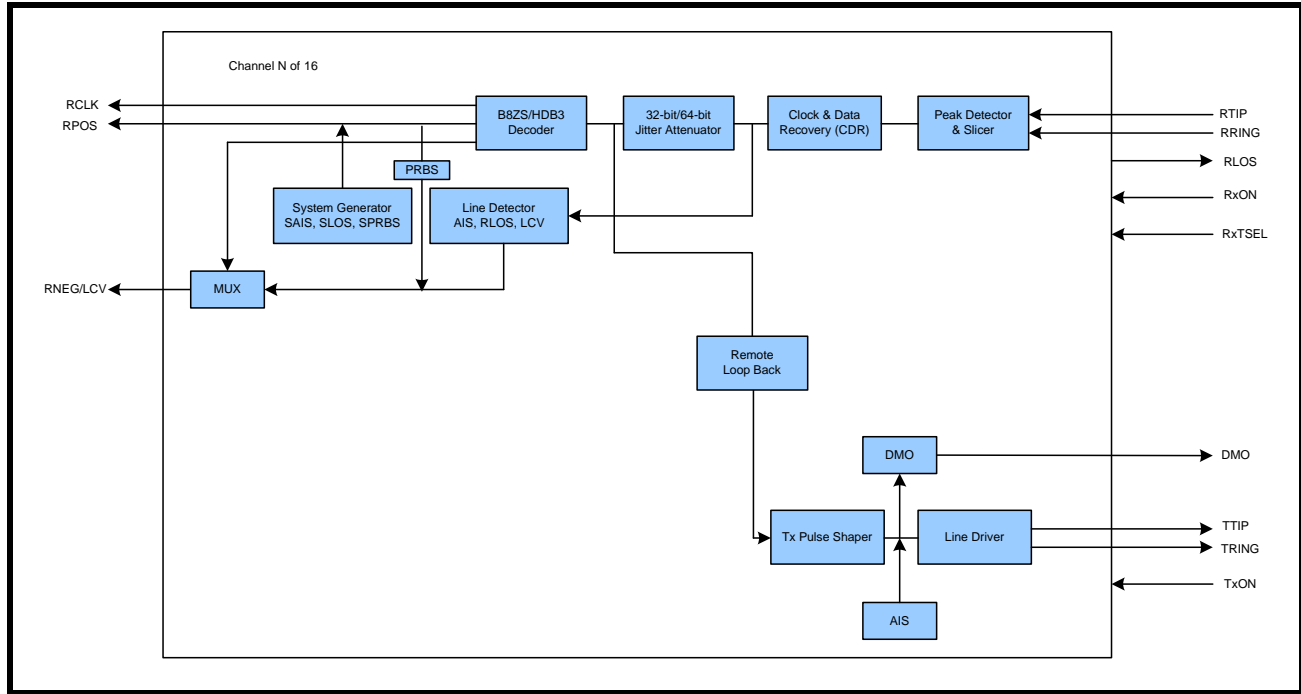 Channel N of 16
RCLK
RPOS
B8ZS/HDB3
Decoder
32-bit/64-bit
Jitter Attenuator
Clock & Data
Recovery (CDR)
Peak Detector
& Slicer
RTIP
RRING
RLOS
PRBS
System Generator
SAIS, SLOS, SPRBS
Line Detector
AIS, RLOS, LCV
RxON
RxTSEL
RNEG/LCV
MUX
Remote
Loop Back
DMO
DMO
Tx Pulse Shaper
Line Driver
TTIP
TRING
TxON
AIS